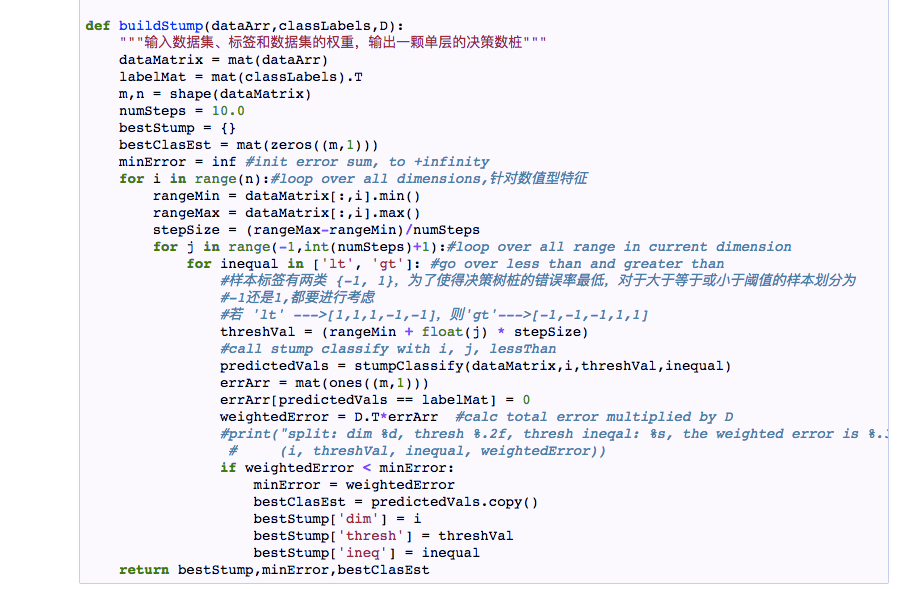 def buildStump(dataArr,classLabels,D):
    """输入数据集、标签和数据集的权重，输出一颗单层的决策数桩"""
    dataMatrix = mat(dataArr)
    labelMat = mat(classLabels).T
    m,n = shape(dataMatrix)
    numSteps = 10.0
    bestStump = {}
    bestClasEst = mat(zeros((m,1)))
    minError = inf #init error sum, to +infinity
    for i in range(n):#loop over all dimensions,针对数值型特征
        rangeMin = dataMatrix[:,i].min()
        rangeMax = dataMatrix[:,i].max()
        stepSize = (rangeMax-rangeMin)/numSteps
        for j in range(-1,int(numSteps)+1):#loop over all range in current dimension
            for inequal in ['lt', 'gt']: #go over less than and greater than
                #样本标签有两类 {-1, 1}，为了使得决策树桩的错误率最低，对于大于等于或小于阈值的样本划分为
                #-1还是1,都要进行考虑
                #若 'lt' --->[1,1,1,-1,-1]，则'gt'--->[-1,-1,-1,1,1]
                threshVal = (rangeMin + float(j) * stepSize)
                #call stump classify with i, j, lessThan
                predictedVals = stumpClassify(dataMatrix,i,threshVal,inequal)
                errArr = mat(ones((m,1)))
                errArr[predictedVals == labelMat] = 0
                weightedError = D.T*errArr  #calc total error multiplied by D
                #print("split: dim %d, thresh %.2f, thresh ineqal: %s, the weighted error is %.
                 #     (i, threshVal, inequal, weightedError))
                if weightedError < minError:
                    minError = weightedError
                    bestClasEst = predictedVals.copy()
                    bestStump['dim'] = i
                    bestStump['thresh'] = threshVal
                    bestStump['ineq'] = inequal
    return bestStump,minError,bestClasEst